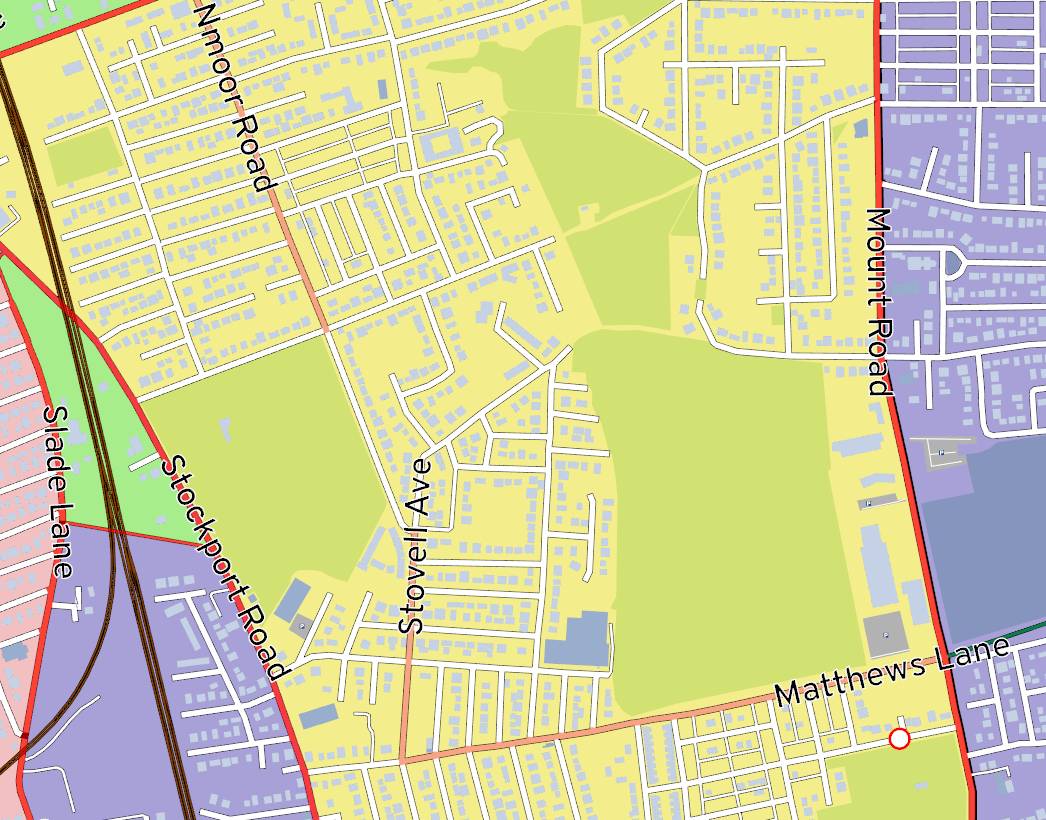 Nmoor Road
Mount Road
Slade Lane
Stockport Road
Stovell Ave
Matthews Lane
P
P
P
P